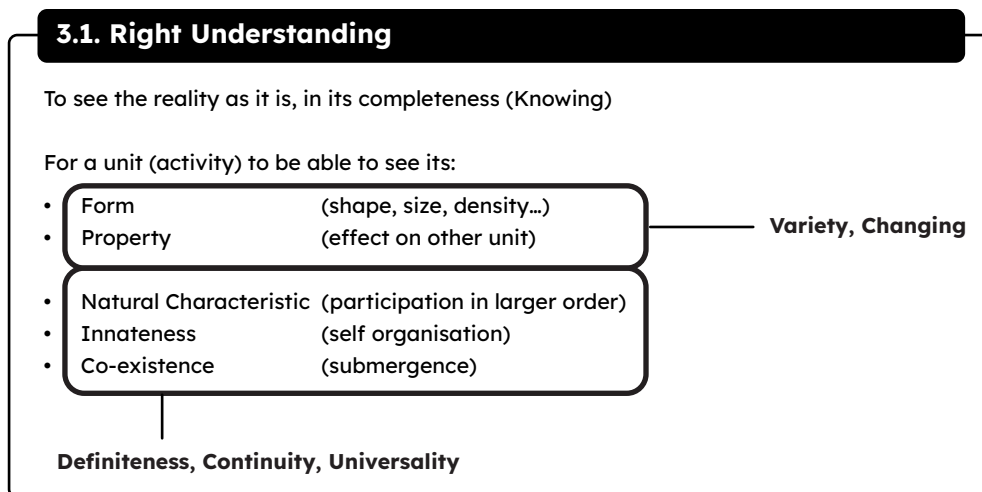 3.1. Right Understanding
To see the reality as it is, in its completeness (Knowing)
For a unit (activity) to be able to see its:
• Form (shape, size, density…)
• Property (effect on other unit)
Variety, Changing
• Natural Characteristic (participation in larger order)
• Innateness (self organisation)
• Co-existence (submergence)
Definiteness, Continuity, Universality